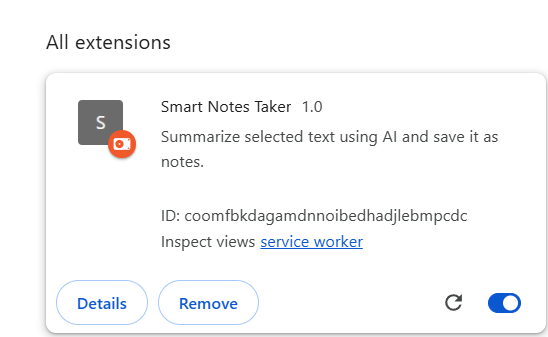 All extensions
S
Smart Notes Taker 1.0
Summarize selected text using AI and save it as
notes.
ID: coomfbkdagamdnnoibedhadjlebmpcdc
Inspect views service worker
Details Remove